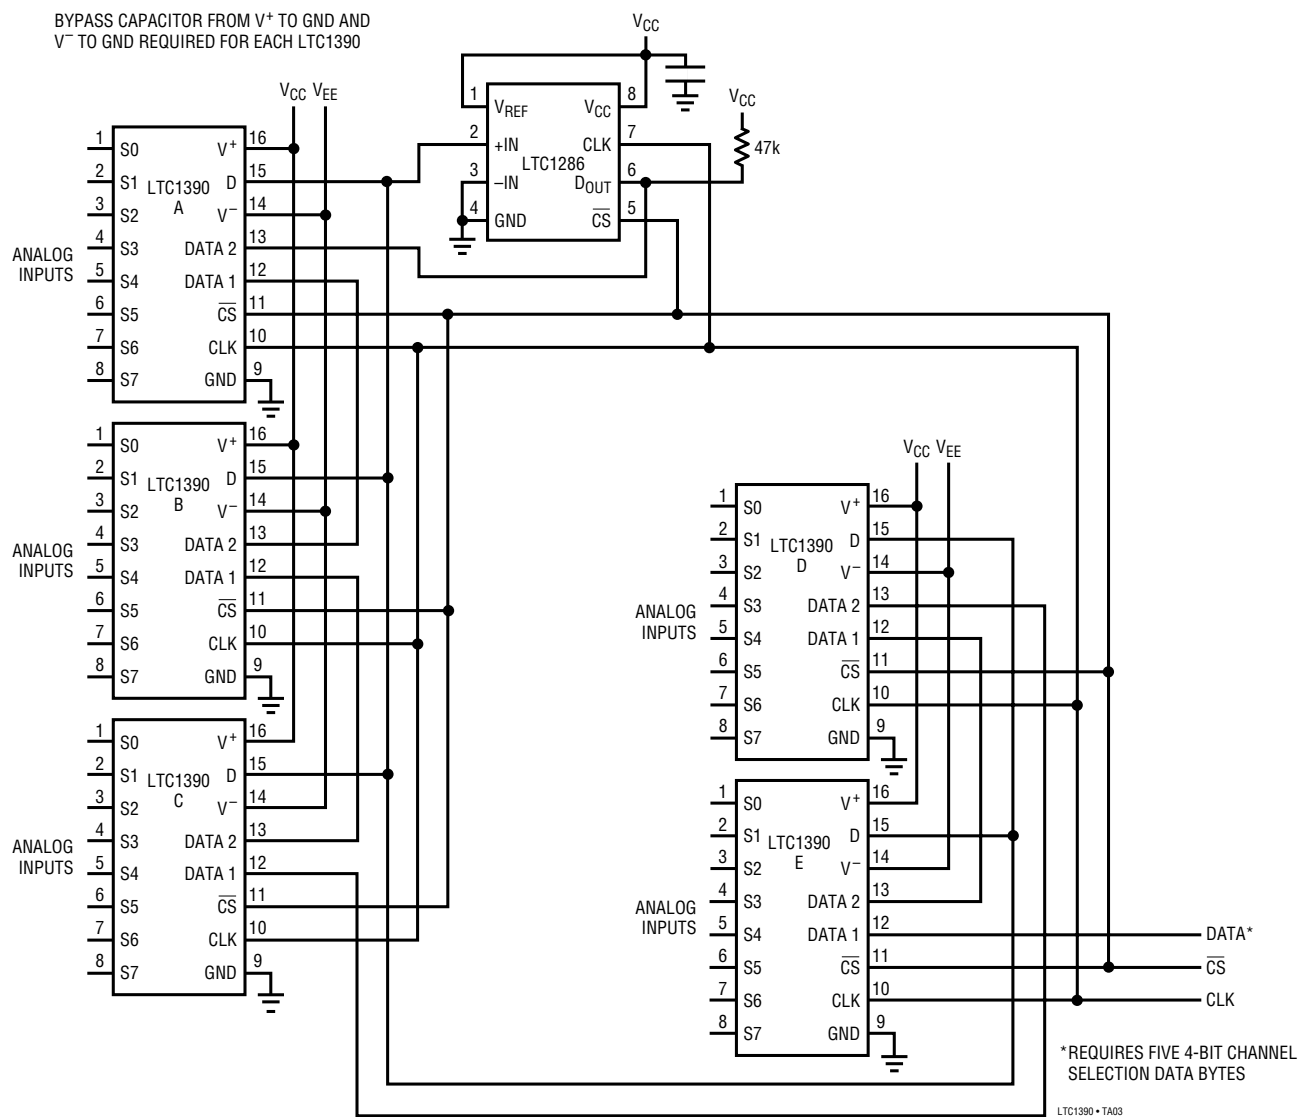 BYPASS CAPACITOR FROM V+ TO GND AND
V– TO GND REQUIRED FOR EACH LTC1390
VCC
VCC VEE
VCC
47k
1 VREF
2 +IN
3 –IN
4 GND
VCC 8
CLK 7
DOUT 6
CS 5
LTC1286
ANALOG
INPUTS
1 S0
2 S1
3 S2
4 S3
5 S4
6 S5
7 S6
8 S7
LTC1390
A
V+ 16
D 15
V– 14
DATA 2 13
DATA 1 12
CS 11
CLK 10
GND 9
ANALOG
INPUTS
1 S0
2 S1
3 S2
4 S3
5 S4
6 S5
7 S6
8 S7
LTC1390
B
V+ 16
D 15
V– 14
DATA 2 13
DATA 1 12
CS 11
CLK 10
GND 9
ANALOG
INPUTS
1 S0
2 S1
3 S2
4 S3
5 S4
6 S5
7 S6
8 S7
LTC1390
C
V+ 16
D 15
V– 14
DATA 2 13
DATA 1 12
CS 11
CLK 10
GND 9
VCC VEE
ANALOG
INPUTS
1 S0
2 S1
3 S2
4 S3
5 S4
6 S5
7 S6
8 S7
LTC1390
D
V+ 16
D 15
V– 14
DATA 2 13
DATA 1 12
CS 11
CLK 10
GND 9
ANALOG
INPUTS
1 S0
2 S1
3 S2
4 S3
5 S4
6 S5
7 S6
8 S7
LTC1390
E
V+ 16
D 15
V– 14
DATA 2 13
DATA 1 12
CS 11
CLK 10
GND 9
DATA*
CS
CLK
*REQUIRES FIVE 4-BIT CHANNEL
SELECTION DATA BYTES
LTC1390 • TA03